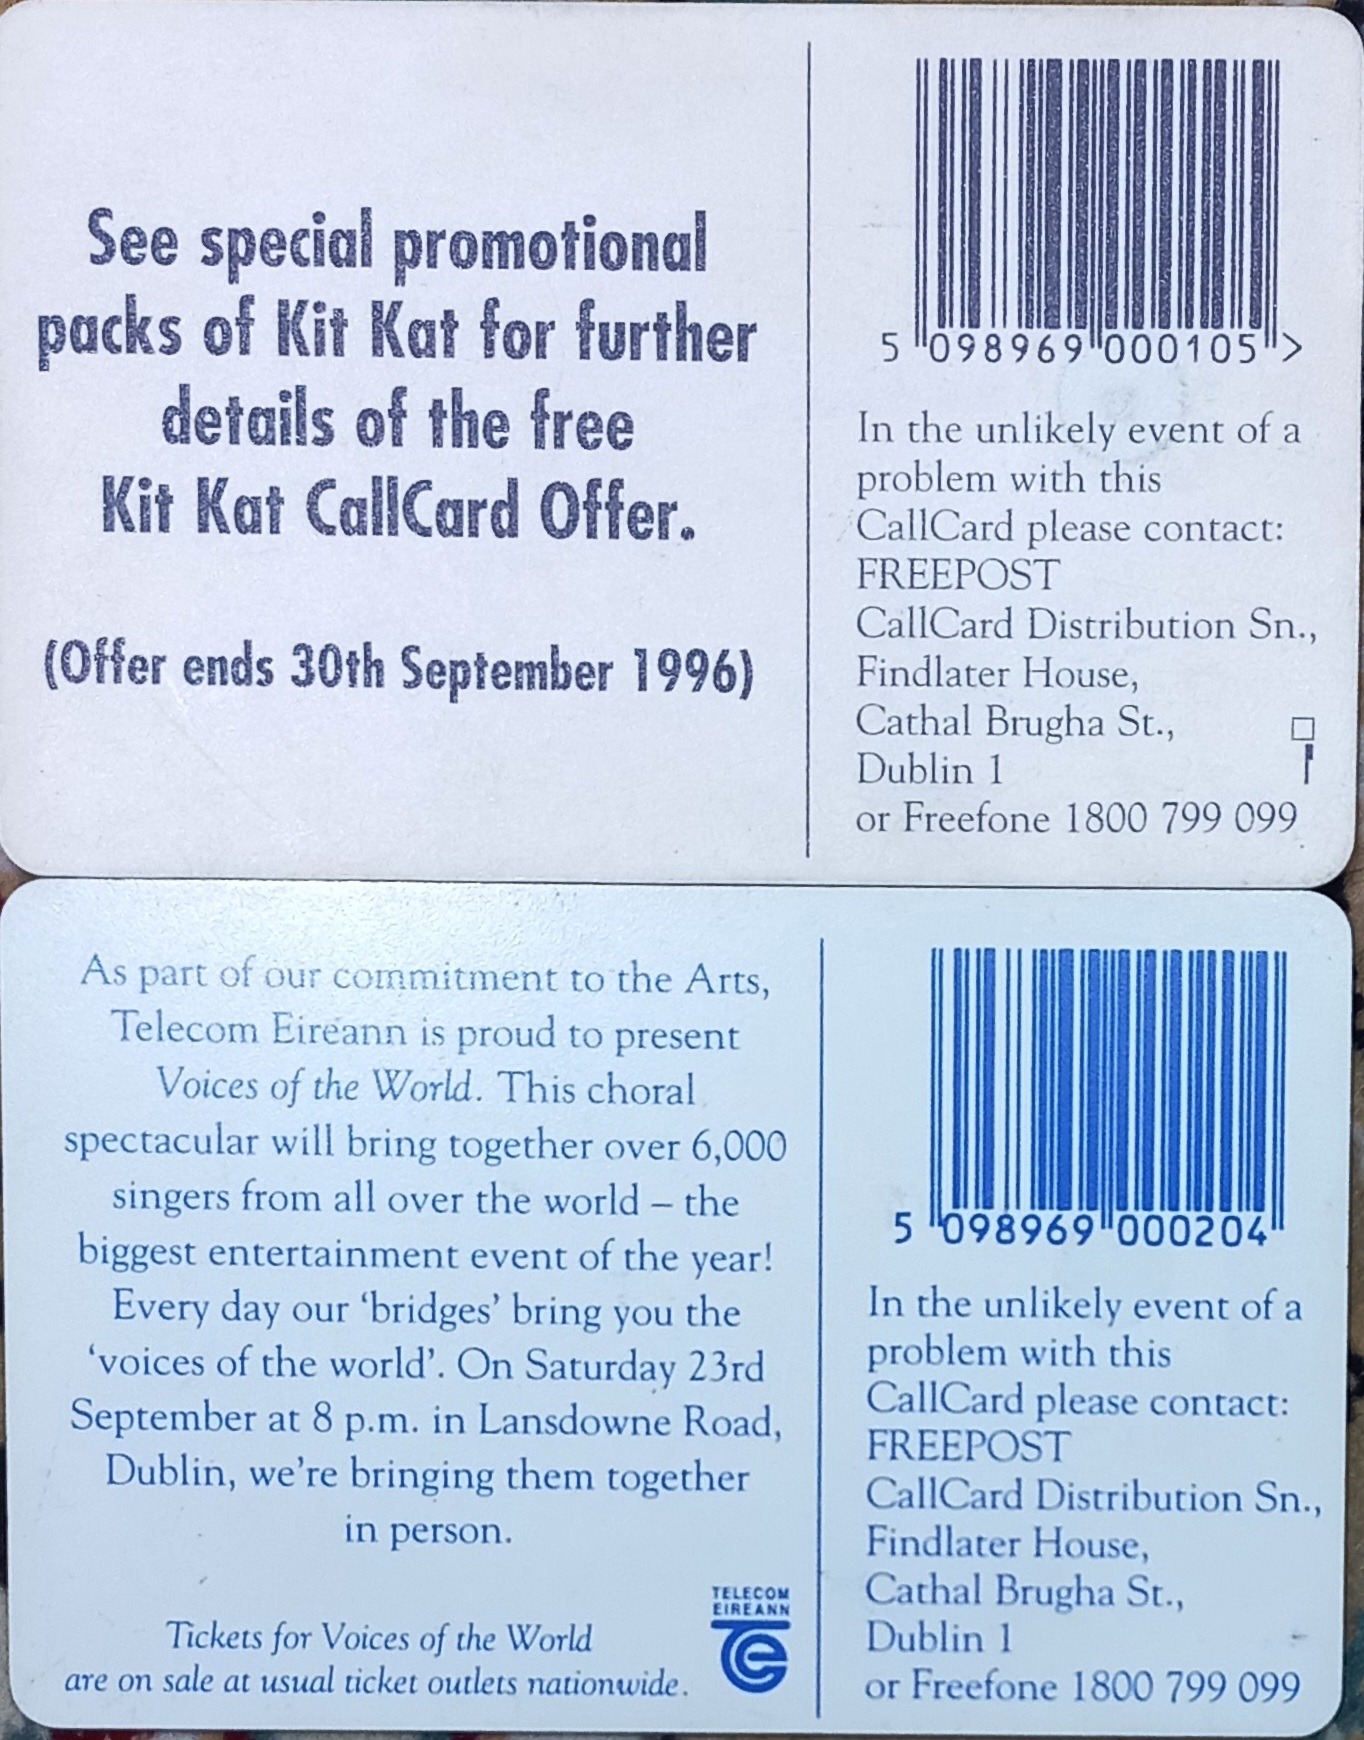 See special promotional
packs of Kit Kat for further
details of the free
Kit Kat CallCard Offer.
(Offer ends 30th September 1996)
5 098969 000105 >
In the unlikely event of a
problem with this
CallCard please contact:
FREEPOST
CallCard Distribution Sn.,
Findlater House,
Cathal Brugha St.,
Dublin 1
or Freefone 1800 799 099
As part of our commitment to the Arts,
Telecom Eireann is proud to present
Voices of the World. This choral
spectacular will bring together over 6,000
singers from all over the world – the
biggest entertainment event of the year!
Every day our ‘bridges’ bring you the
‘voices of the world’. On Saturday 23rd
September at 8 p.m. in Lansdowne Road,
Dublin, we’re bringing them together
in person.
Tickets for Voices of the World
are on sale at usual ticket outlets nationwide.
TELECOM
EIREANN
5 098969 000204
In the unlikely event of a
problem with this
CallCard please contact:
FREEPOST
CallCard Distribution Sn.,
Findlater House,
Cathal Brugha St.,
Dublin 1
or Freefone 1800 799 099